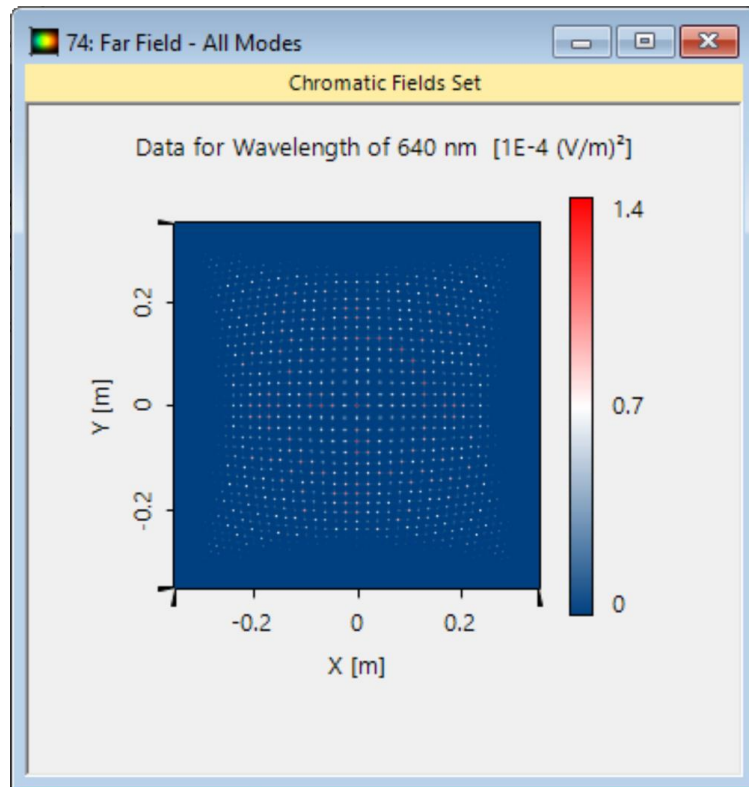 74: Far Field - All Modes
Chromatic Fields Set
Data for Wavelength of 640 nm [1E-4 (V/m)²]
1.4
0.7
0
0.2
0
-0.2
Y [m]
-0.2 0 0.2
X [m]